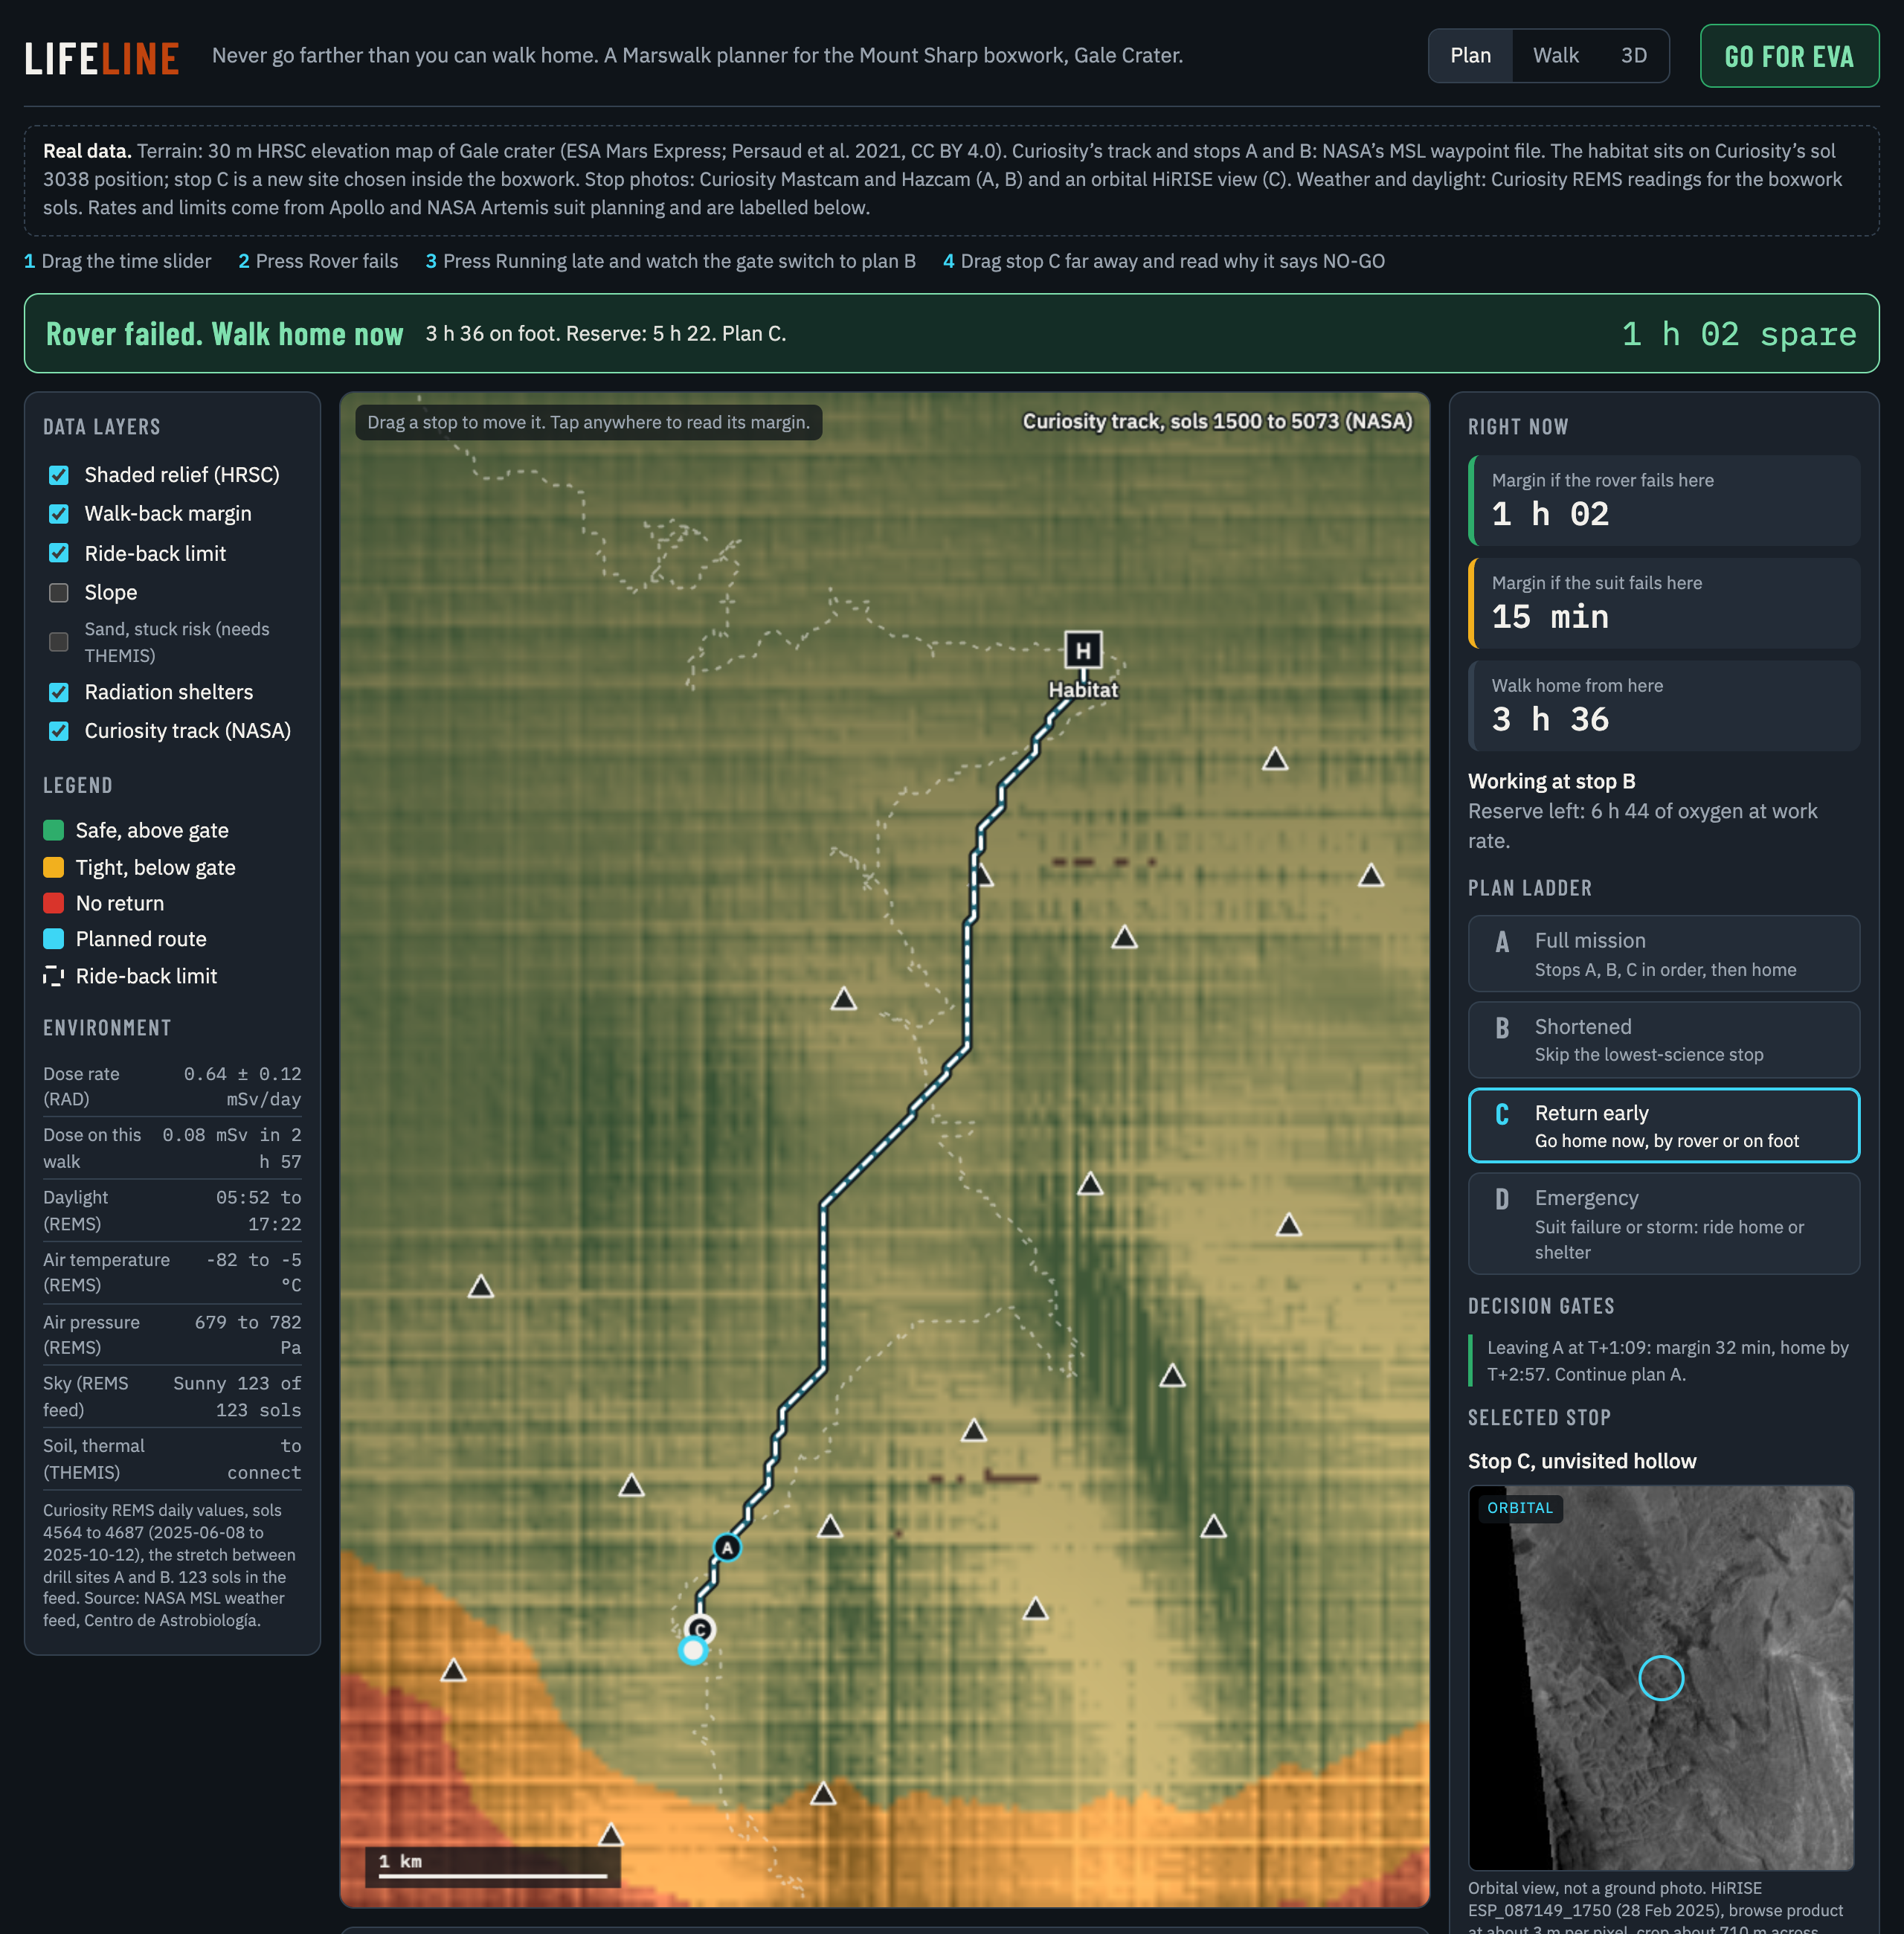 LIFELINE
Never go farther than you can walk home. A Marswalk planner for the Mount Sharp boxwork, Gale Crater.
Plan
Walk
3D
GO FOR EVA
Real data. Terrain: 30 m HRSC elevation map of Gale crater (ESA Mars Express; Persaud et al. 2021, CC BY 4.0). Curiosity’s track and stops A and B: NASA’s MSL waypoint file. The habitat sits on Curiosity’s sol
3038 position; stop C is a new site chosen inside the boxwork. Stop photos: Curiosity Mastcam and Hazcam (A, B) and an orbital HiRISE view (C). Weather and daylight: Curiosity REMS readings for the boxwork
sols. Rates and limits come from Apollo and NASA Artemis suit planning and are labelled below.
1 Drag the time slider
2 Press Rover fails
3 Press Running late and watch the gate switch to plan B
4 Drag stop C far away and read why it says NO-GO
Rover failed. Walk home now
3 h 36 on foot. Reserve: 5 h 22. Plan C.
1 h 02 spare
DATA LAYERS
Shaded relief (HRSC)
Walk-back margin
Ride-back limit
Slope
Sand, stuck risk (needs
THEMIS)
Radiation shelters
Curiosity track (NASA)
LEGEND
Safe, above gate
Tight, below gate
No return
Planned route
Ride-back limit
ENVIRONMENT
Dose rate 0.64 ± 0.12
(RAD) mSv/day
Dose on this 0.08 mSv in 2
walk h 57
Daylight 05:52 to
(REMS) 17:22
Air temperature -82 to -5
(REMS) °C
Air pressure 679 to 782
(REMS) Pa
Sky (REMS Sunny 123 of
feed) 123 sols
Soil, thermal to
(THEMIS) connect
Curiosity REMS daily values, sols
4564 to 4687 (2025-06-08 to
2025-10-12), the stretch between
drill sites A and B. 123 sols in the
feed. Source: NASA MSL weather
feed, Centro de Astrobiología.
Drag a stop to move it. Tap anywhere to read its margin.
Curiosity track, sols 1500 to 5073 (NASA)
H
Habitat
A
C
1 km
RIGHT NOW
Margin if the rover fails here
1 h 02
Margin if the suit fails here
15 min
Walk home from here
3 h 36
Working at stop B
Reserve left: 6 h 44 of oxygen at work
rate.
PLAN LADDER
A Full mission
Stops A, B, C in order, then home
B Shortened
Skip the lowest-science stop
C Return early
Go home now, by rover or on foot
D Emergency
Suit failure or storm: ride home or
shelter
DECISION GATES
Leaving A at T+1:09: margin 32 min, home by
T+2:57. Continue plan A.
SELECTED STOP
Stop C, unvisited hollow
ORBITAL
Orbital view, not a ground photo. HiRISE
ESP_087149_1750 (28 Feb 2025), browse product
at about 3 m per pixel, crop about 710 m across